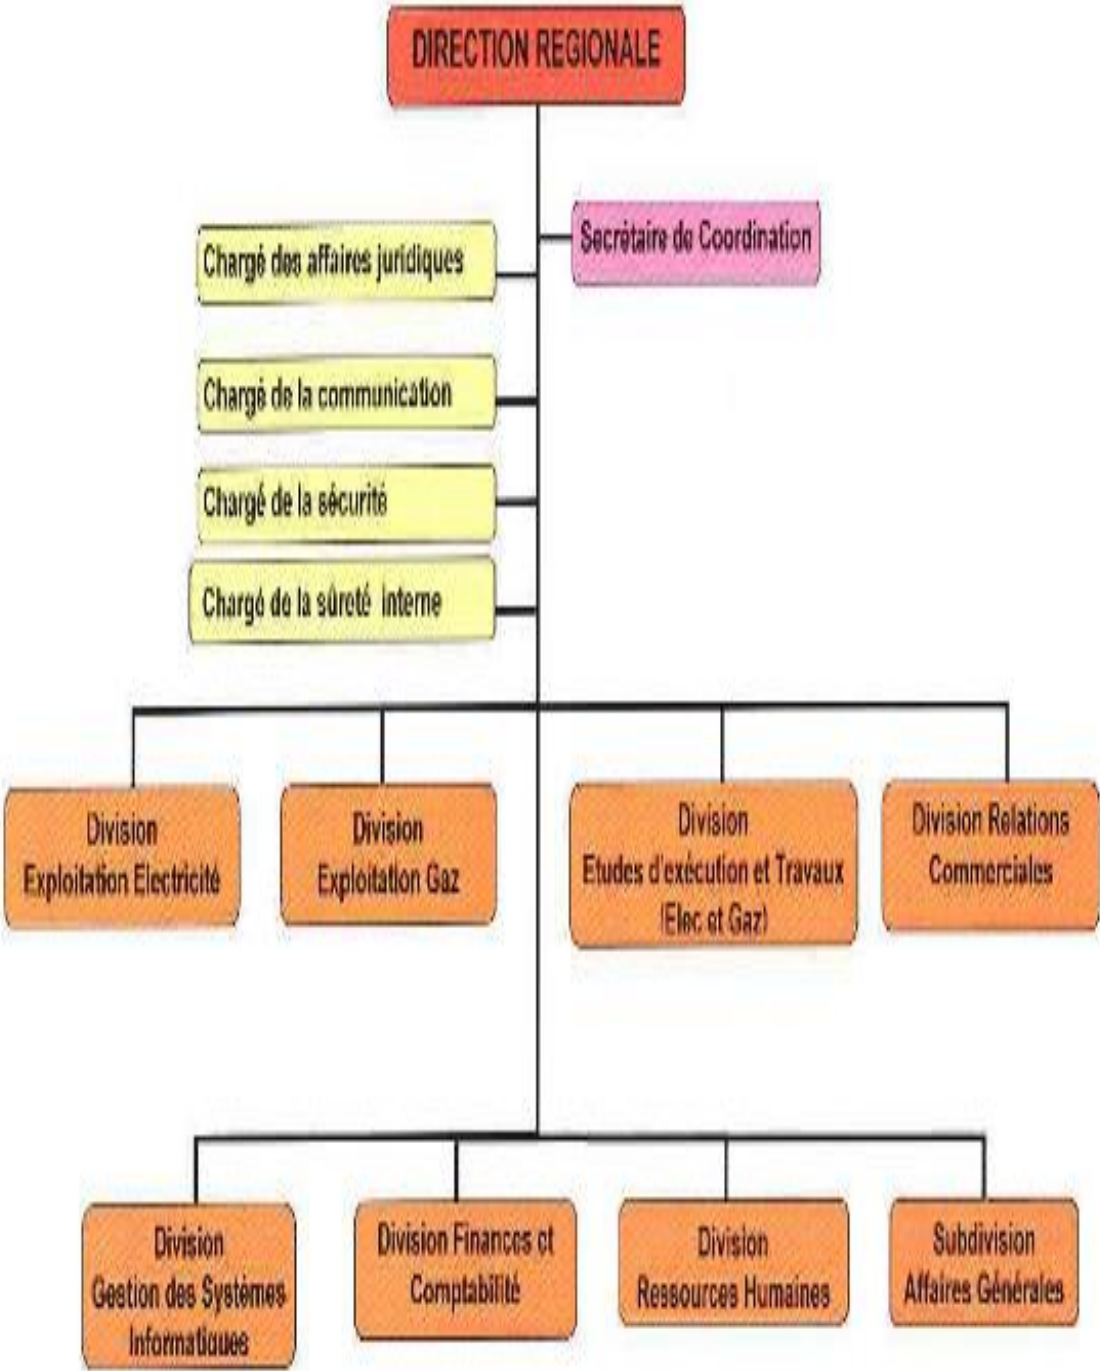 DIRECTION REGIONALE
Secrétaire de Coordination
Chargé des affaires juridiques
Chargé de la communication
Chargé de la sécurité
Chargé de la sûreté interne
Division
Exploitation Electricité
Division
Exploitation Gaz
Division
Etudes d'exécution et Travaux
(Elec et Gaz)
Division Relations
Commerciales
Division
Gestion des Systèmes
Informatiques
Division Finances et
Comptabilité
Division
Ressources Humaines
Subdivision
Affaires Générales